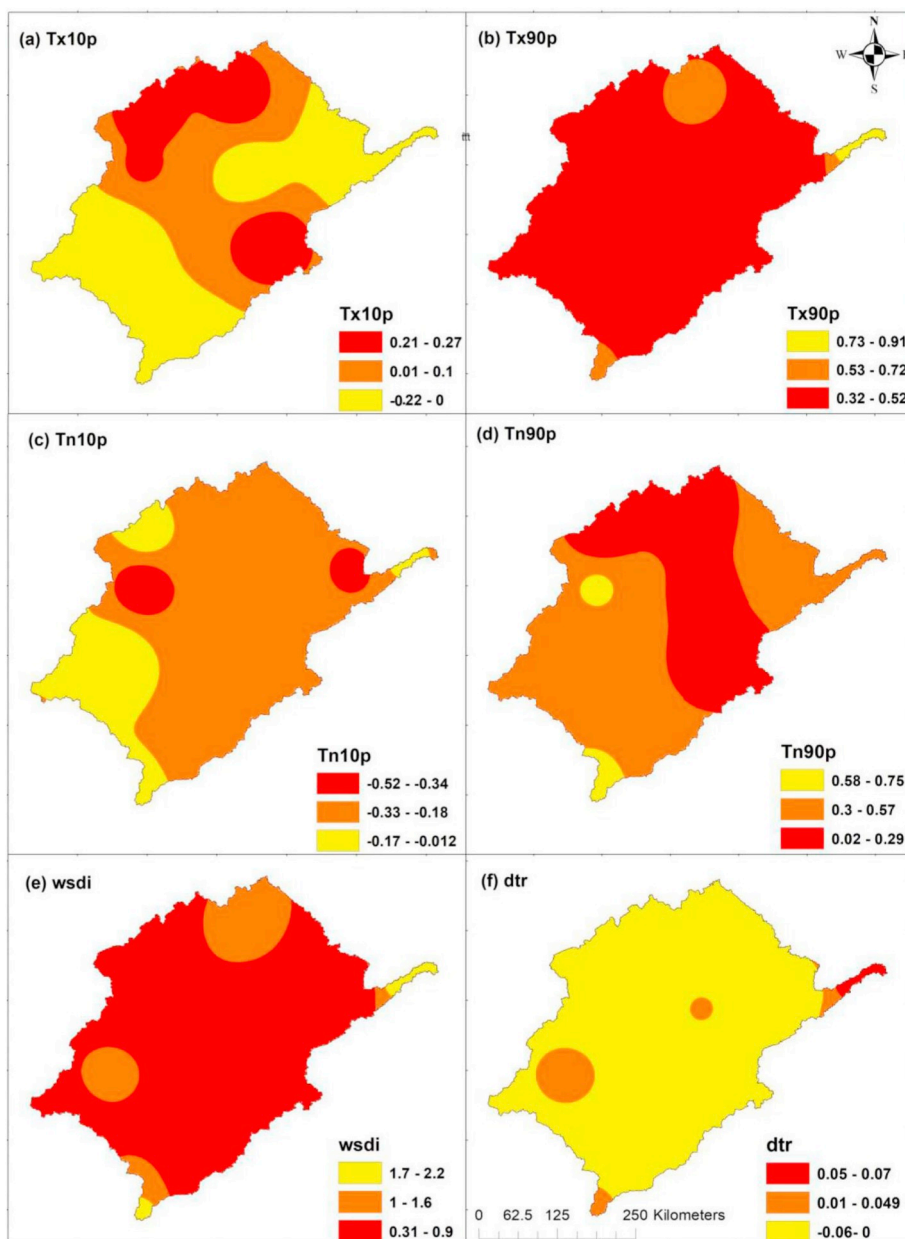 (a) Tx10p
Tx10p
0.21 - 0.27
0.01 - 0.1
-0.22 - 0
(b) Tx90p
N
W
E
S
Tx90p
0.73 - 0.91
0.53 - 0.72
0.32 - 0.52
(c) Tn10p
Tn10p
-0.52 - -0.34
-0.33 - -0.18
-0.17 - -0.012
(d) Tn90p
Tn90p
0.58 - 0.75
0.3 - 0.57
0.02 - 0.29
(e) wsdi
wsdi
1.7 - 2.2
1 - 1.6
0.31 - 0.9
(f) dtr
dtr
0.05 - 0.07
0.01 - 0.049
-0.06- 0
0 62.5 125 250 Kilometers